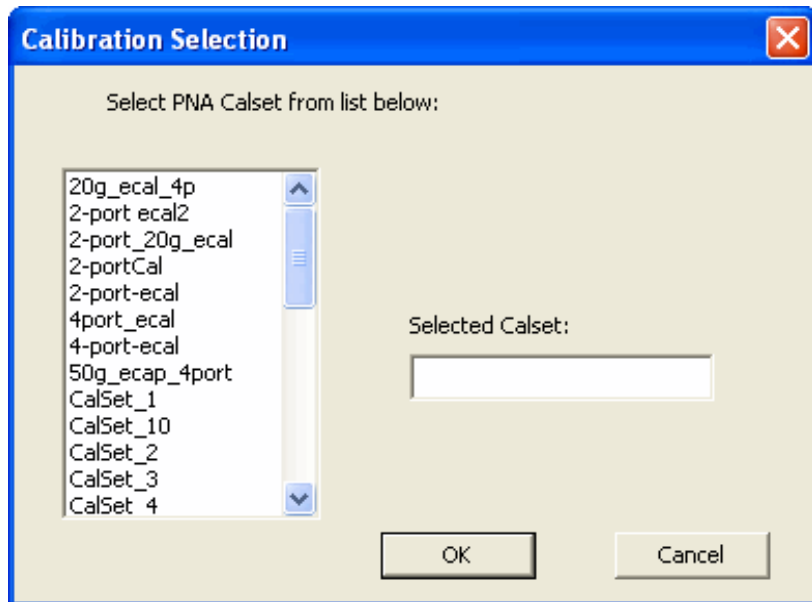 Calibration Selection
Select PNA Calset from list below:
20g_ecal_4p
2-port ecal2
2-port_20g_ecal
2-portCal
2-port-ecal
4port_ecal
4-port-ecal
50g_ecap_4port
CalSet_1
CalSet_10
CalSet_2
CalSet_3
CalSet_4
Selected Calset:
OK
Cancel